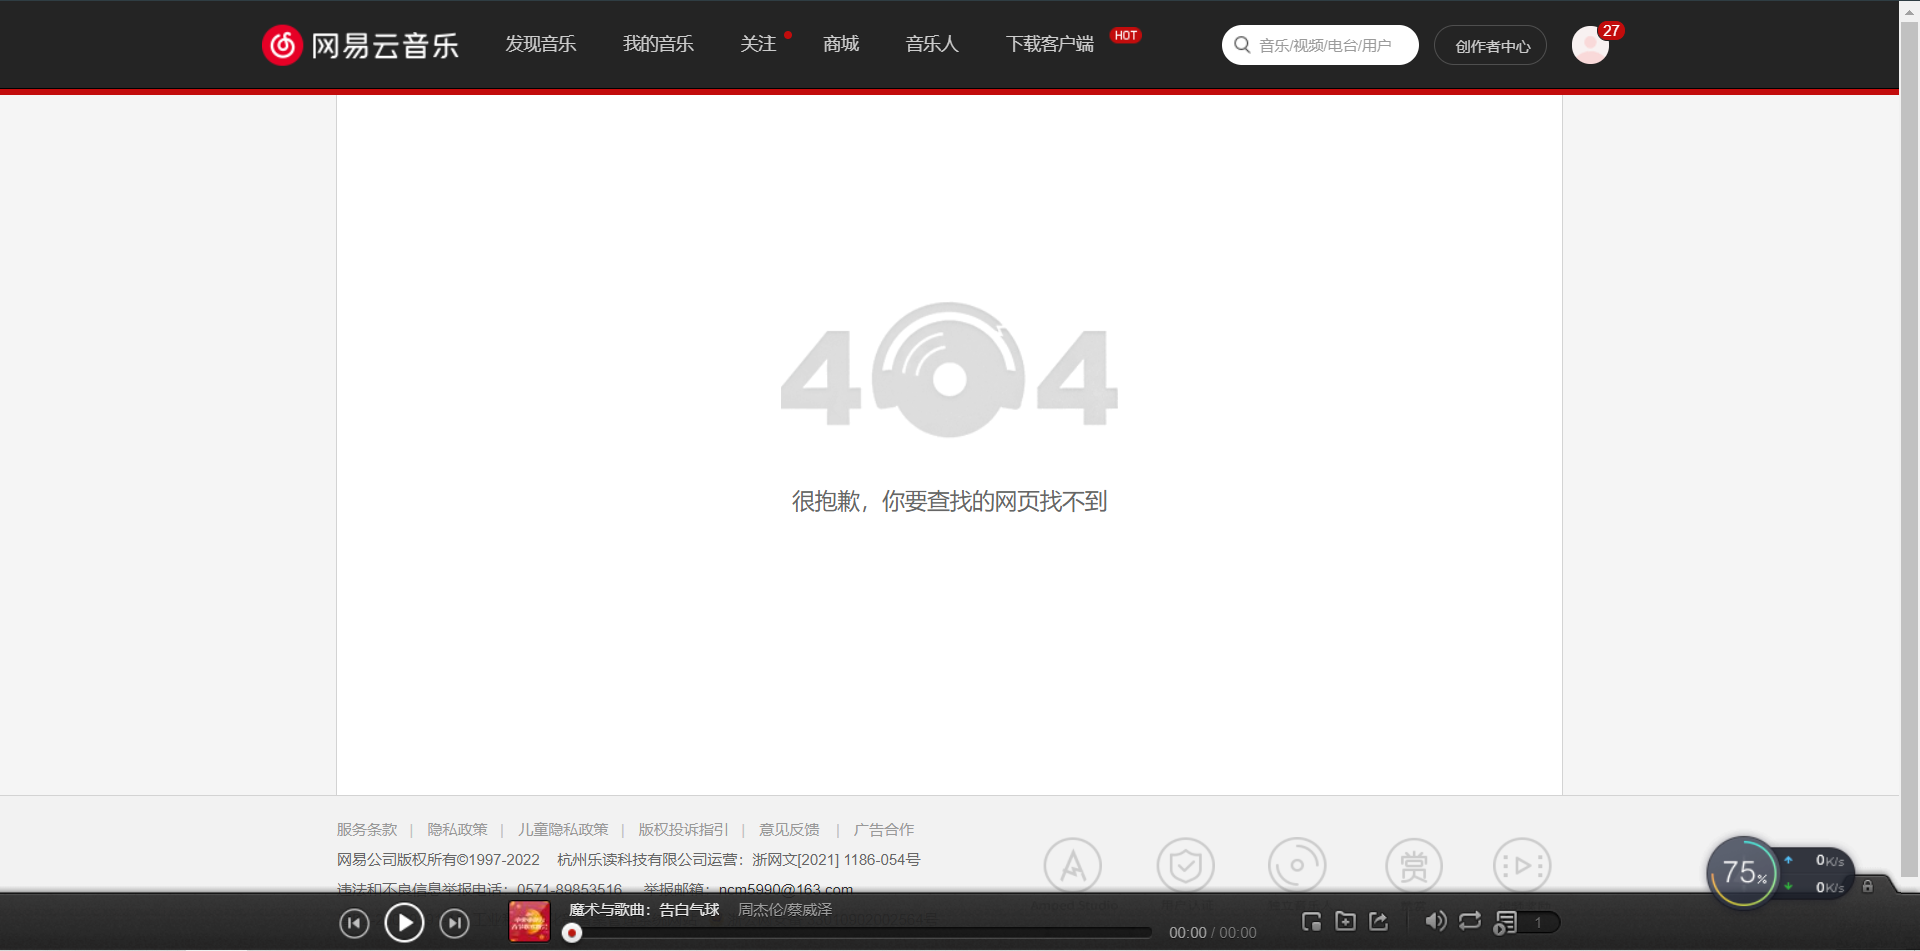 网易云音乐 发现音乐 我的音乐 关注 商城 音乐人 下载客户端 HOT 音乐/视频/电台/用户 创作者中心 27
404
很抱歉，你要查找的网页找不到
服务条款 | 隐私政策 | 儿童隐私政策 | 版权投诉指引 | 意见反馈 | 广告合作
网易公司版权所有©1997-2022 杭州乐读科技有限公司运营：浙网文[2021] 1186-054号
违法和不良信息举报电话：0571-89853516 举报邮箱：ncm5990@163.com
赏
75% 0K/s
0K/s
魔术与歌曲：告白气球 周杰伦/蔡威泽
00:00 / 00:00 1